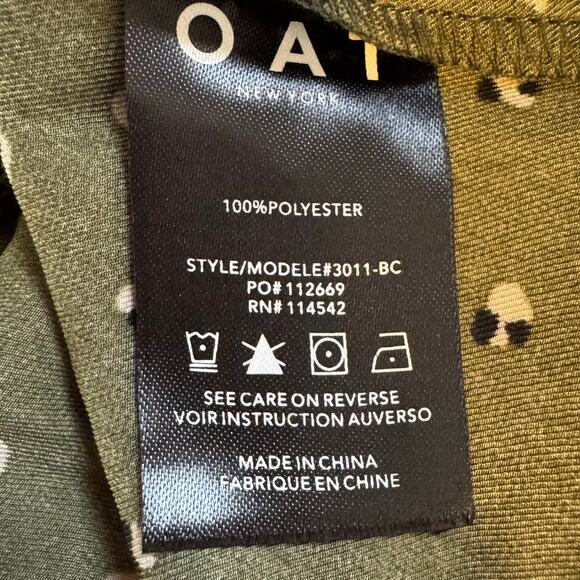 OAT
NEW YORK
100%POLYESTER
STYLE/MODELE#3011-BC
PO# 112669
RN# 114542
SEE CARE ON REVERSE
VOIR INSTRUCTION AUVERSO
MADE IN CHINA
FABRIQUE EN CHINE